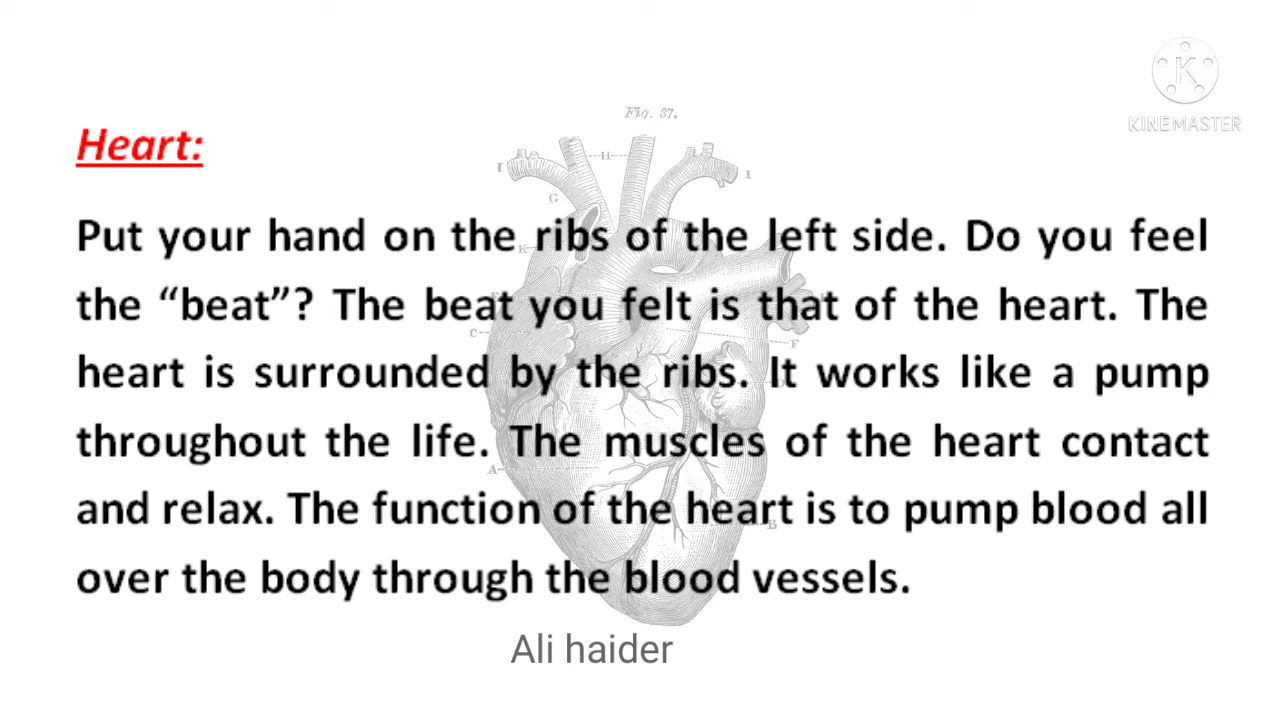 Fig. 37.
KINEMASTER
Heart:
H
I
I
G
Put your hand on the ribs of the left side. Do you feel
K
the “beat”? The beat you felt is that of the heart. The
C
F
heart is surrounded by the ribs. It works like a pump
D
throughout the life. The muscles of the heart contact
A
and relax. The function of the heart is to pump blood all
B
over the body through the blood vessels.
Ali haider